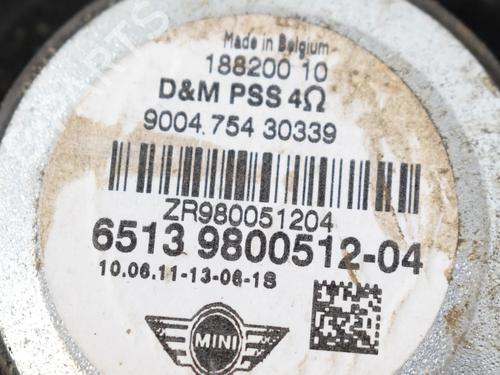 Made in Belgium
188200 10
D&M PSS 4Ω
9004.754 30339
ZR980051204
6513 9800512-04
10.06.11-13-06-1S
MINI